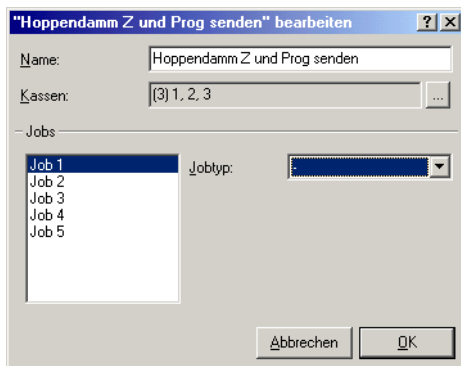 "Hoppendamm Z und Prog senden" bearbeiten
Name: Hoppendamm Z und Prog senden
Kassen: (3) 1, 2, 3 ...
Jobs
Job 1
Jobtyp: -
Job 2
Job 3
Job 4
Job 5
Abbrechen OK